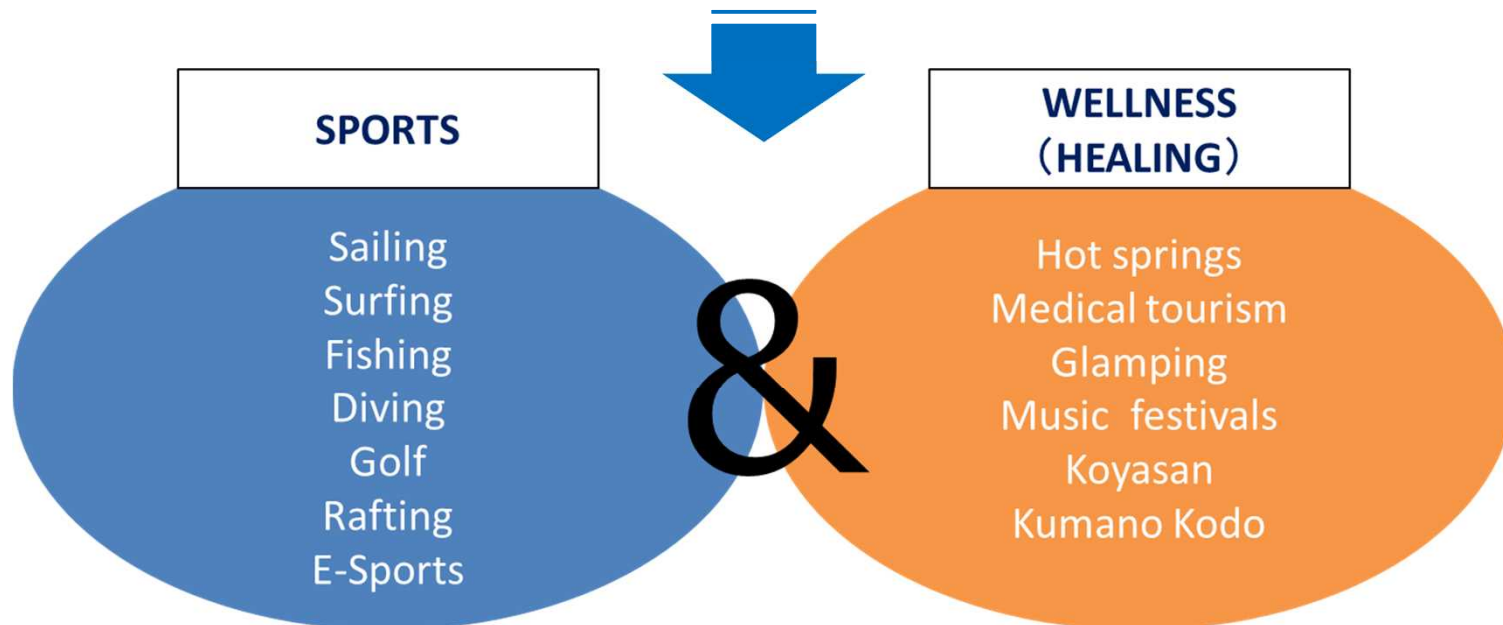 SPORTS
Sailing
Surfing
Fishing
Diving
Golf
Rafting
E-Sports
&
WELLNESS
（HEALING）
Hot springs
Medical tourism
Glamping
Music  festivals
Koyasan
Kumano Kodo